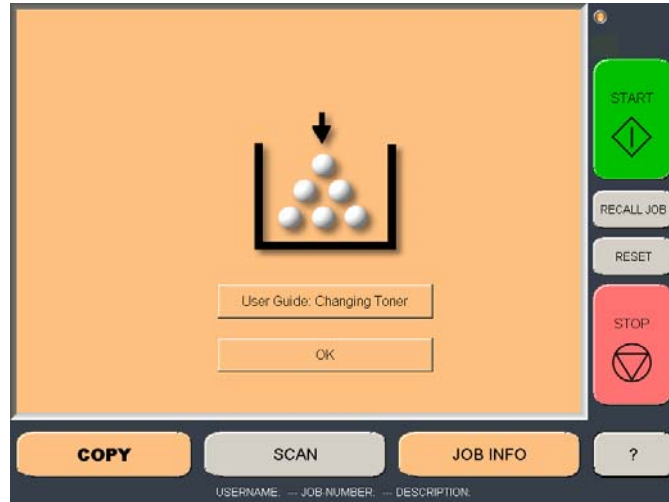 START
RECALL JOB
RESET
User Guide: Changing Toner
OK
STOP
COPY
SCAN
JOB INFO
?
USERNAME: --- JOB NUMBER: --- DESCRIPTION: